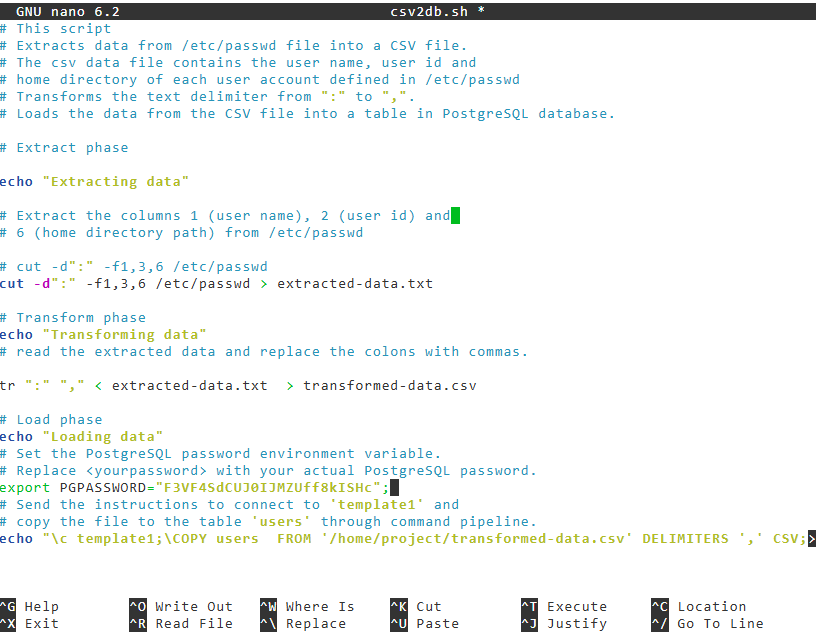 GNU nano 6.2 csv2db.sh *
# This script
# Extracts data from /etc/passwd file into a CSV file.
# The csv data file contains the user name, user id and
# home directory of each user account defined in /etc/passwd
# Transforms the text delimiter from ":" to ",".
# Loads the data from the CSV file into a table in PostgreSQL database.
# Extract phase
echo "Extracting data"
# Extract the columns 1 (user name), 2 (user id) and
# 6 (home directory path) from /etc/passwd
# cut -d":" -f1,3,6 /etc/passwd
cut -d":" -f1,3,6 /etc/passwd > extracted-data.txt
# Transform phase
echo "Transforming data"
# read the extracted data and replace the colons with commas.
tr ":" "," < extracted-data.txt  > transformed-data.csv
# Load phase
echo "Loading data"
# Set the PostgreSQL password environment variable.
# Replace <yourpassword> with your actual PostgreSQL password.
export PGPASSWORD="F3VF4SdCUJ0IJMZUff8kISHc";
# Send the instructions to connect to 'template1' and
# copy the file to the table 'users' through command pipeline.
echo "\c template1;\COPY users  FROM '/home/project/transformed-data.csv' DELIMITERS ',' CSV;>
^G Help ^O Write Out ^W Where Is ^K Cut ^T Execute ^C Location
^X Exit ^R Read File ^\ Replace ^U Paste ^J Justify ^/ Go To Line